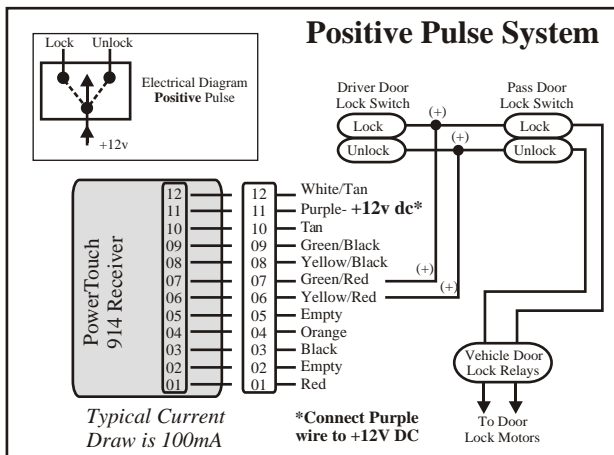 Positive Pulse System
Lock Unlock
Electrical Diagram
Positive Pulse
+12v
Driver Door
Lock Switch
Pass Door
Lock Switch
(+)
Lock
Lock
Unlock
Unlock
(+)
PowerTouch
914 Receiver
12 12 White/Tan
11 11 Purple- +12v dc*
10 10 Tan
09 09 Green/Black
08 08 Yellow/Black
07 07 Green/Red (+)
06 06 Yellow/Red (+)
05 05 Empty
04 04 Orange
03 03 Black
02 02 Empty
01 01 Red
Vehicle Door
Lock Relays
To Door
Lock Motors
Typical Current
Draw is 100mA
*Connect Purple
wire to +12V DC